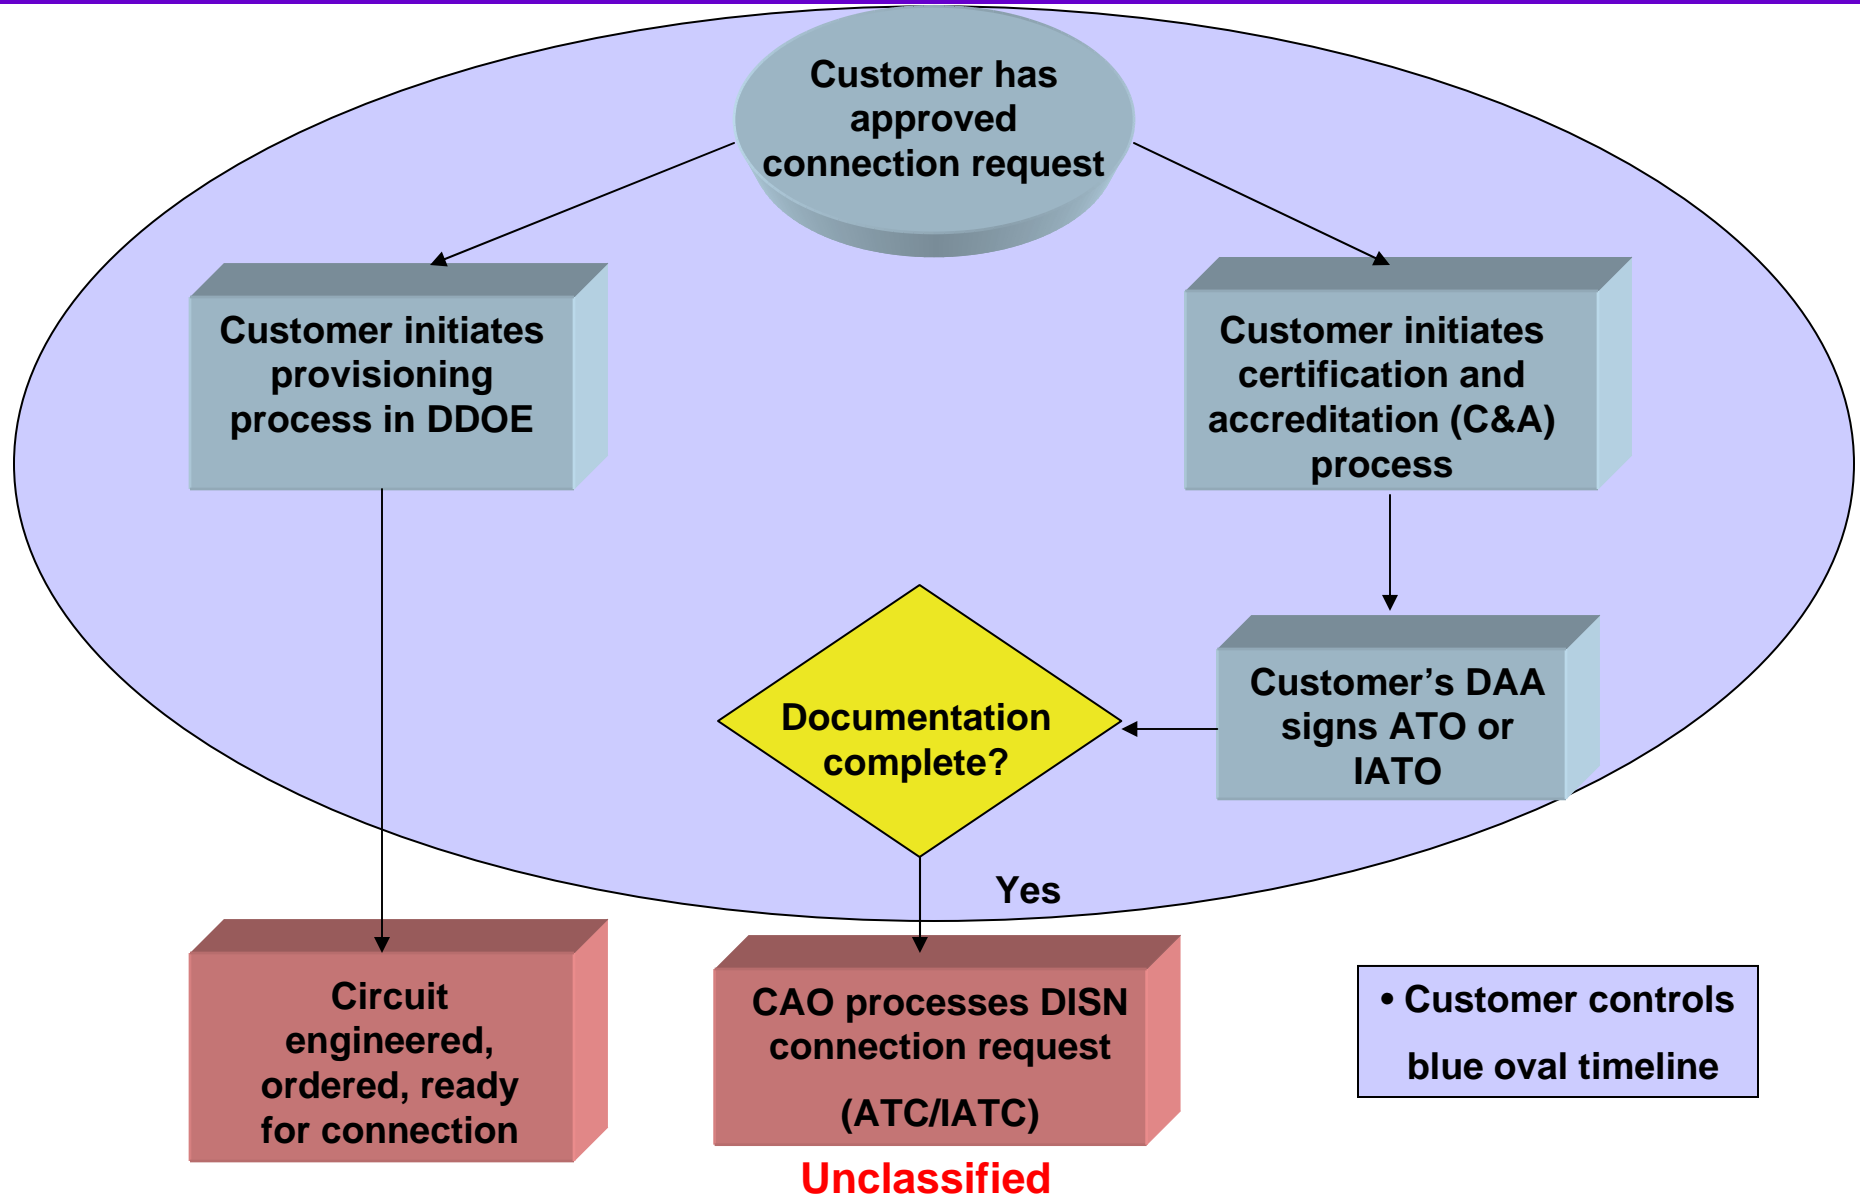 Customer has
approved
connection request
Customer initiates
provisioning
process in DDOE
Customer initiates
certification and
accreditation (C&A)
process
Documentation
complete?
Customer’s DAA
signs ATO or
IATO
Yes
Circuit
engineered,
ordered, ready
for connection
CAO processes DISN
connection request
(ATC/IATC)
• Customer controls
blue oval timeline
Unclassified